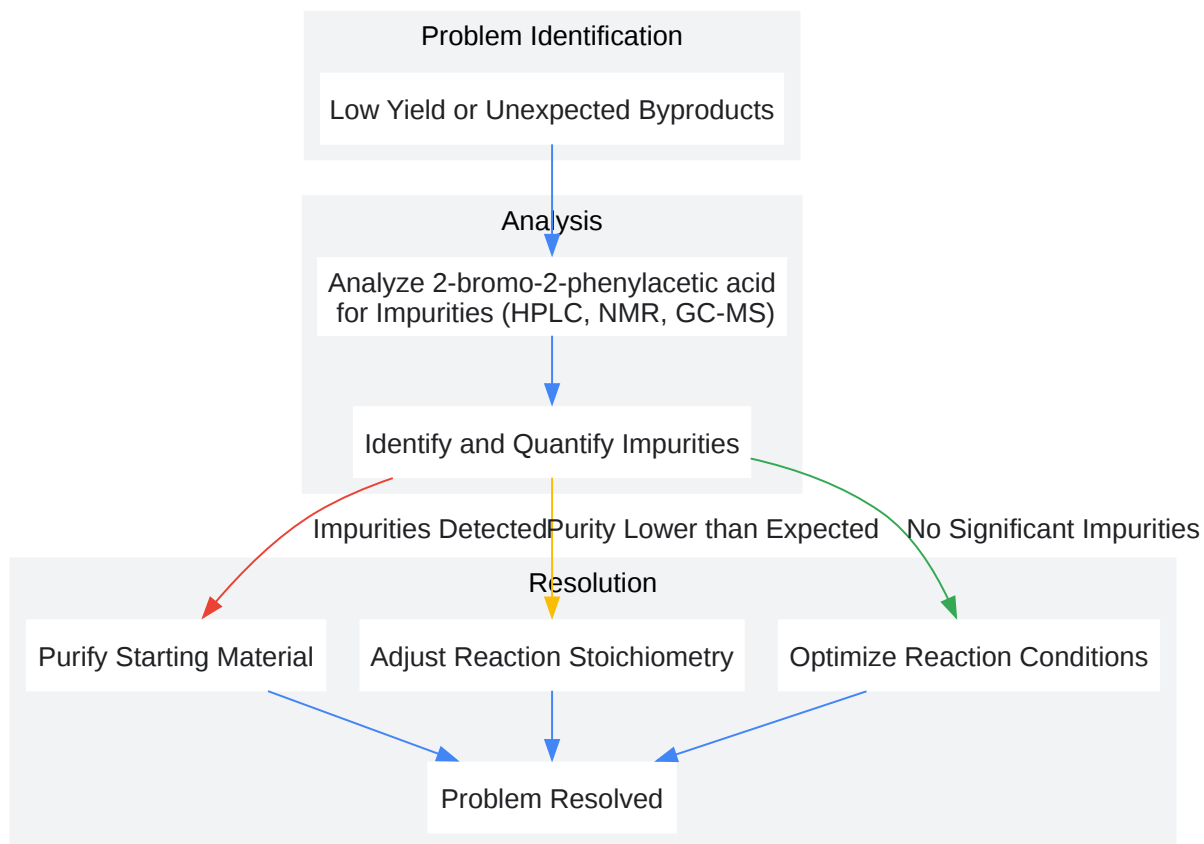 Problem Identification
Low Yield or Unexpected Byproducts
Analysis
Analyze 2-bromo-2-phenylacetic acid
for Impurities (HPLC, NMR, GC-MS)
Identify and Quantify Impurities
Impurities Detected
Purity Lower than Expected
No Significant Impurities
Resolution
Purify Starting Material
Adjust Reaction Stoichiometry
Optimize Reaction Conditions
Problem Resolved